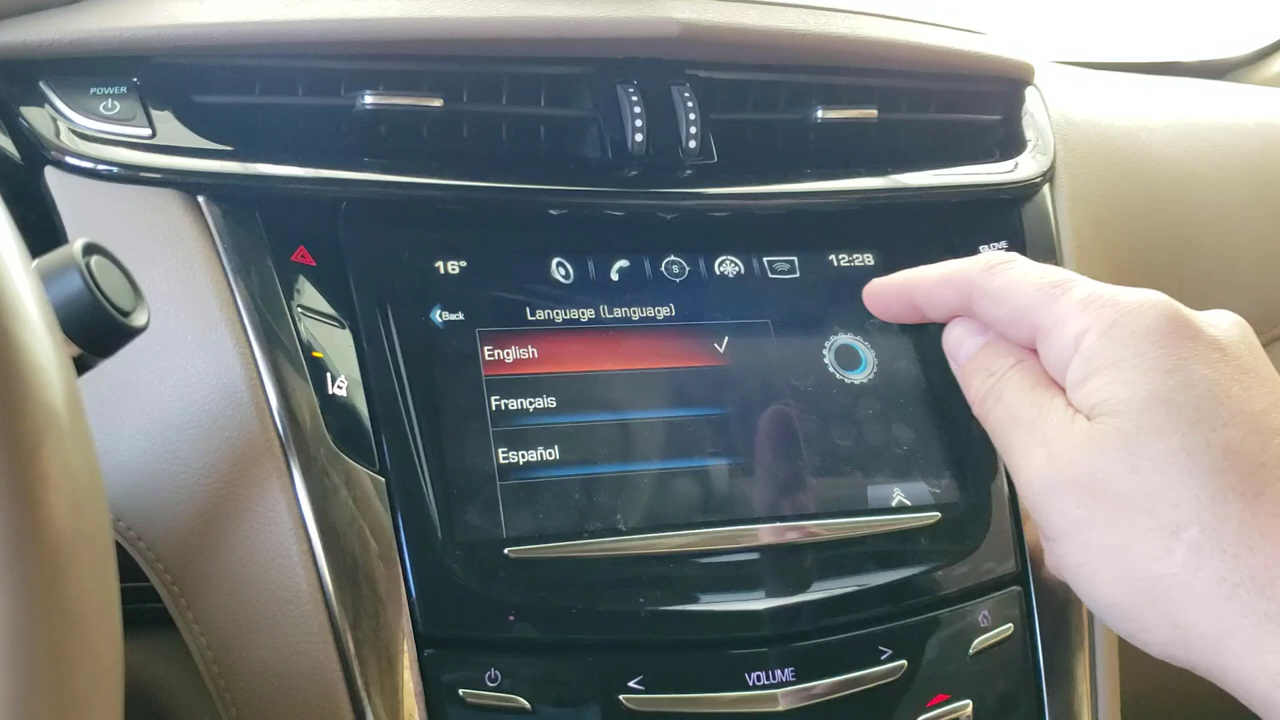 POWER
GLOVE
16° S 12:28
Back Language (Language)
English
Français
Español
< VOLUME >